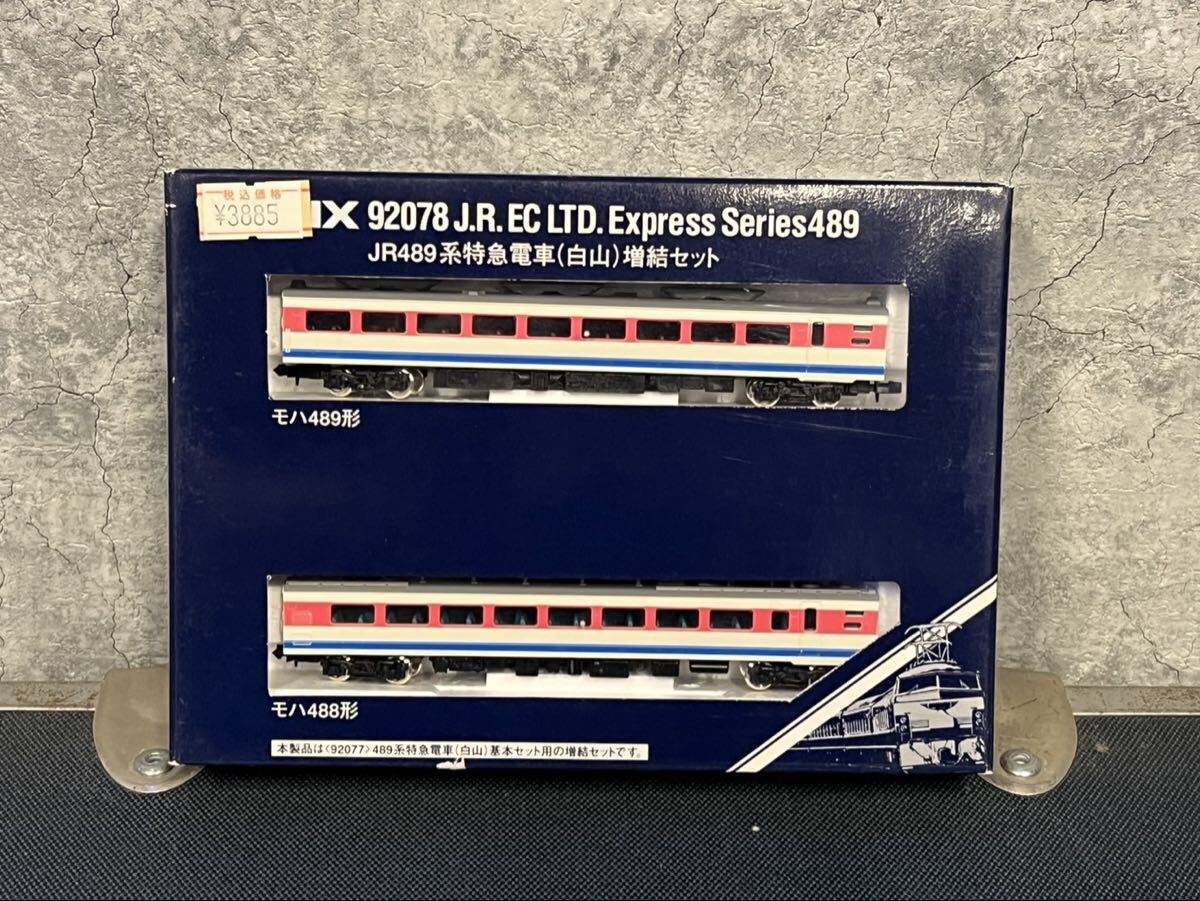 税込価格
¥3885
IX 92078 J.R. EC LTD. Express Series489
JR489系特急電車(白山)増結セット
モハ489形
モハ488形
本製品は〈92077〉489系特急電車(白山)基本セット用の増結セットです。